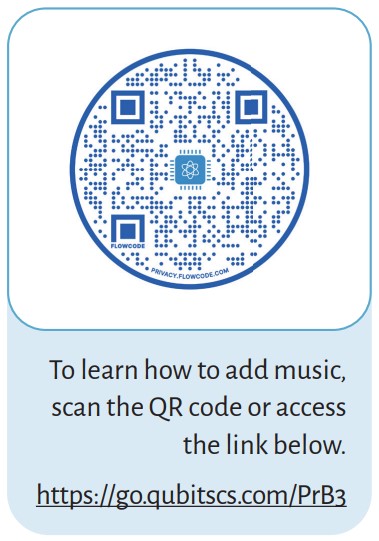 FLOWCODE
PRIVACY.FLOWCODE.COM
To learn how to add music,
scan the QR code or access
the link below.
https://go.qubitscs.com/PrB3